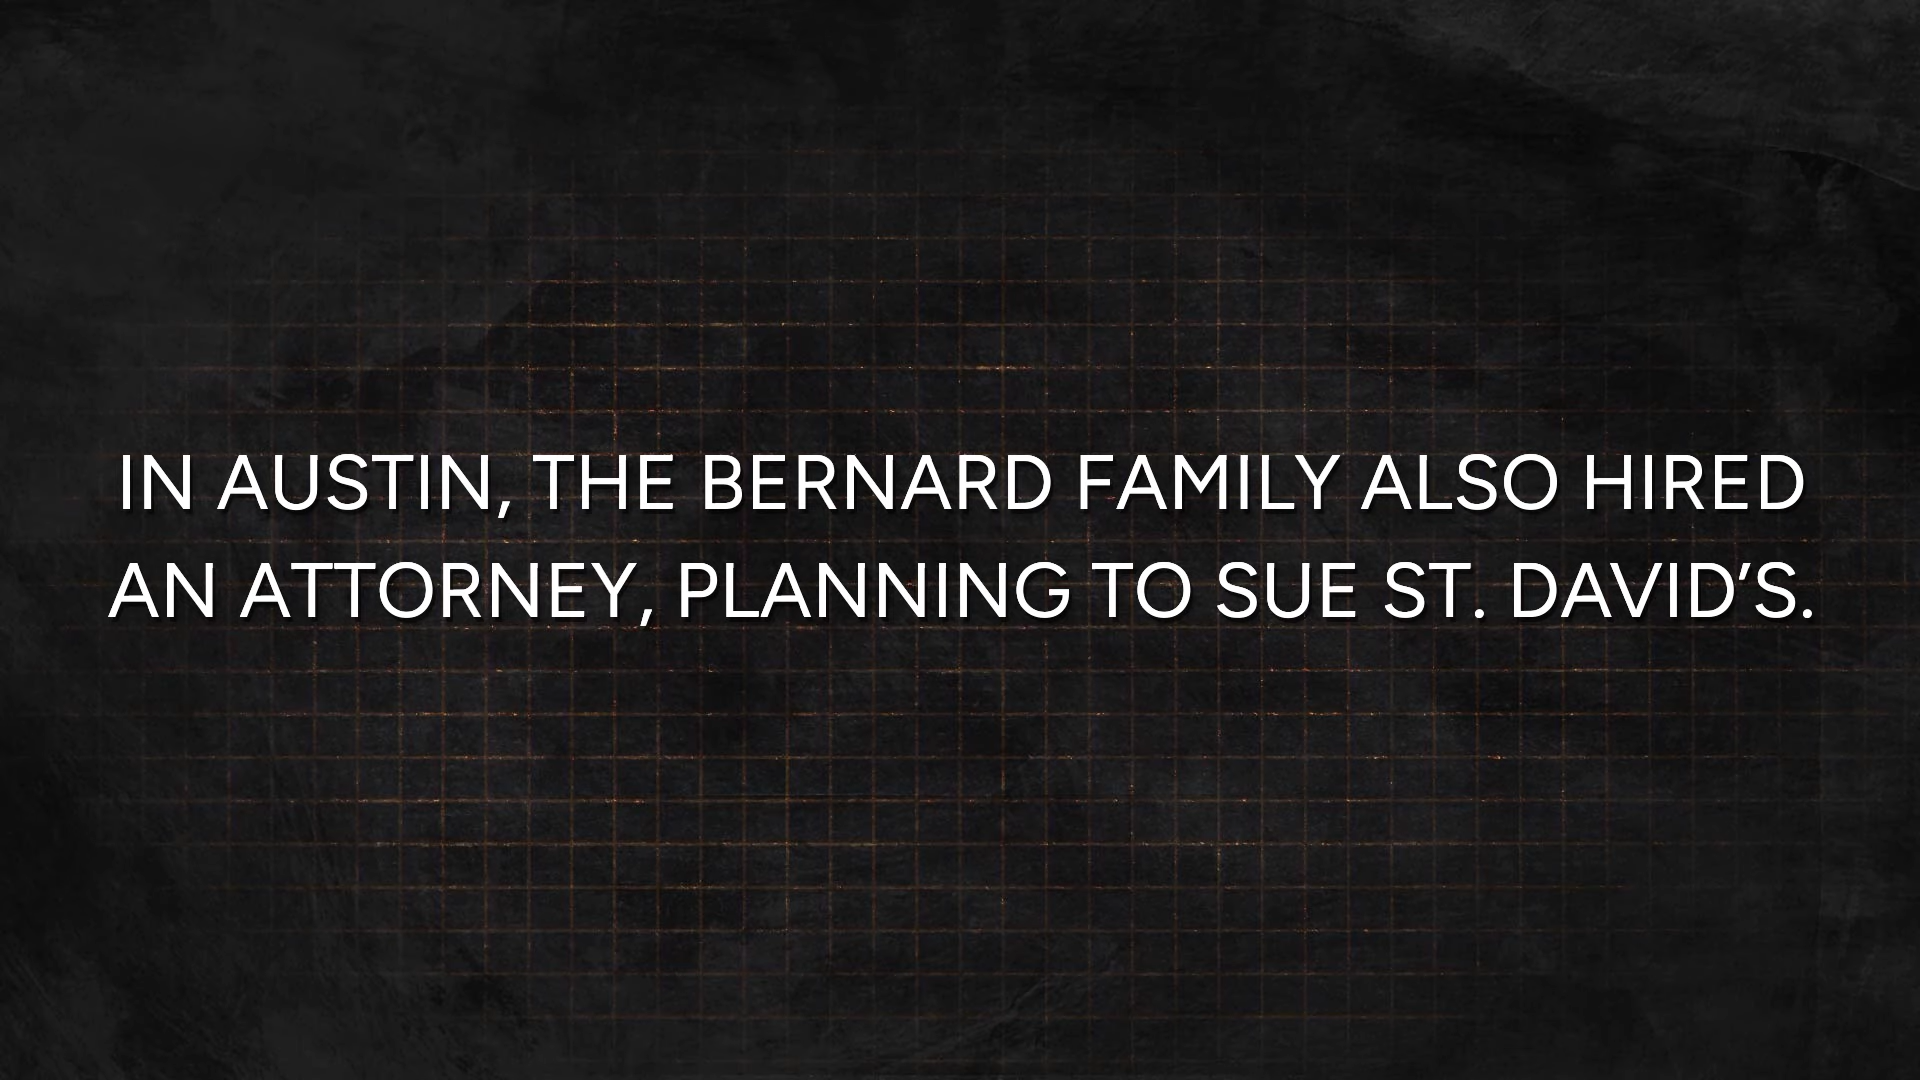 IN AUSTIN, THE BERNARD FAMILY ALSO HIRED
AN ATTORNEY, PLANNING TO SUE ST. DAVID’S.